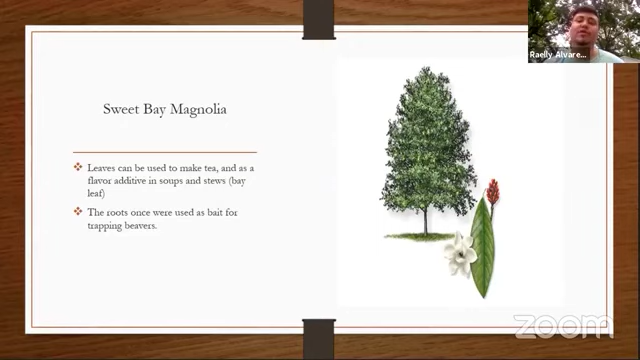 Raelly Alvare...
Sweet Bay Magnolia
Leaves can be used to make tea, and as a
flavor additive in soups and stews (bay
leaf)
The roots once were used as bait for
trapping beavers.
zoom